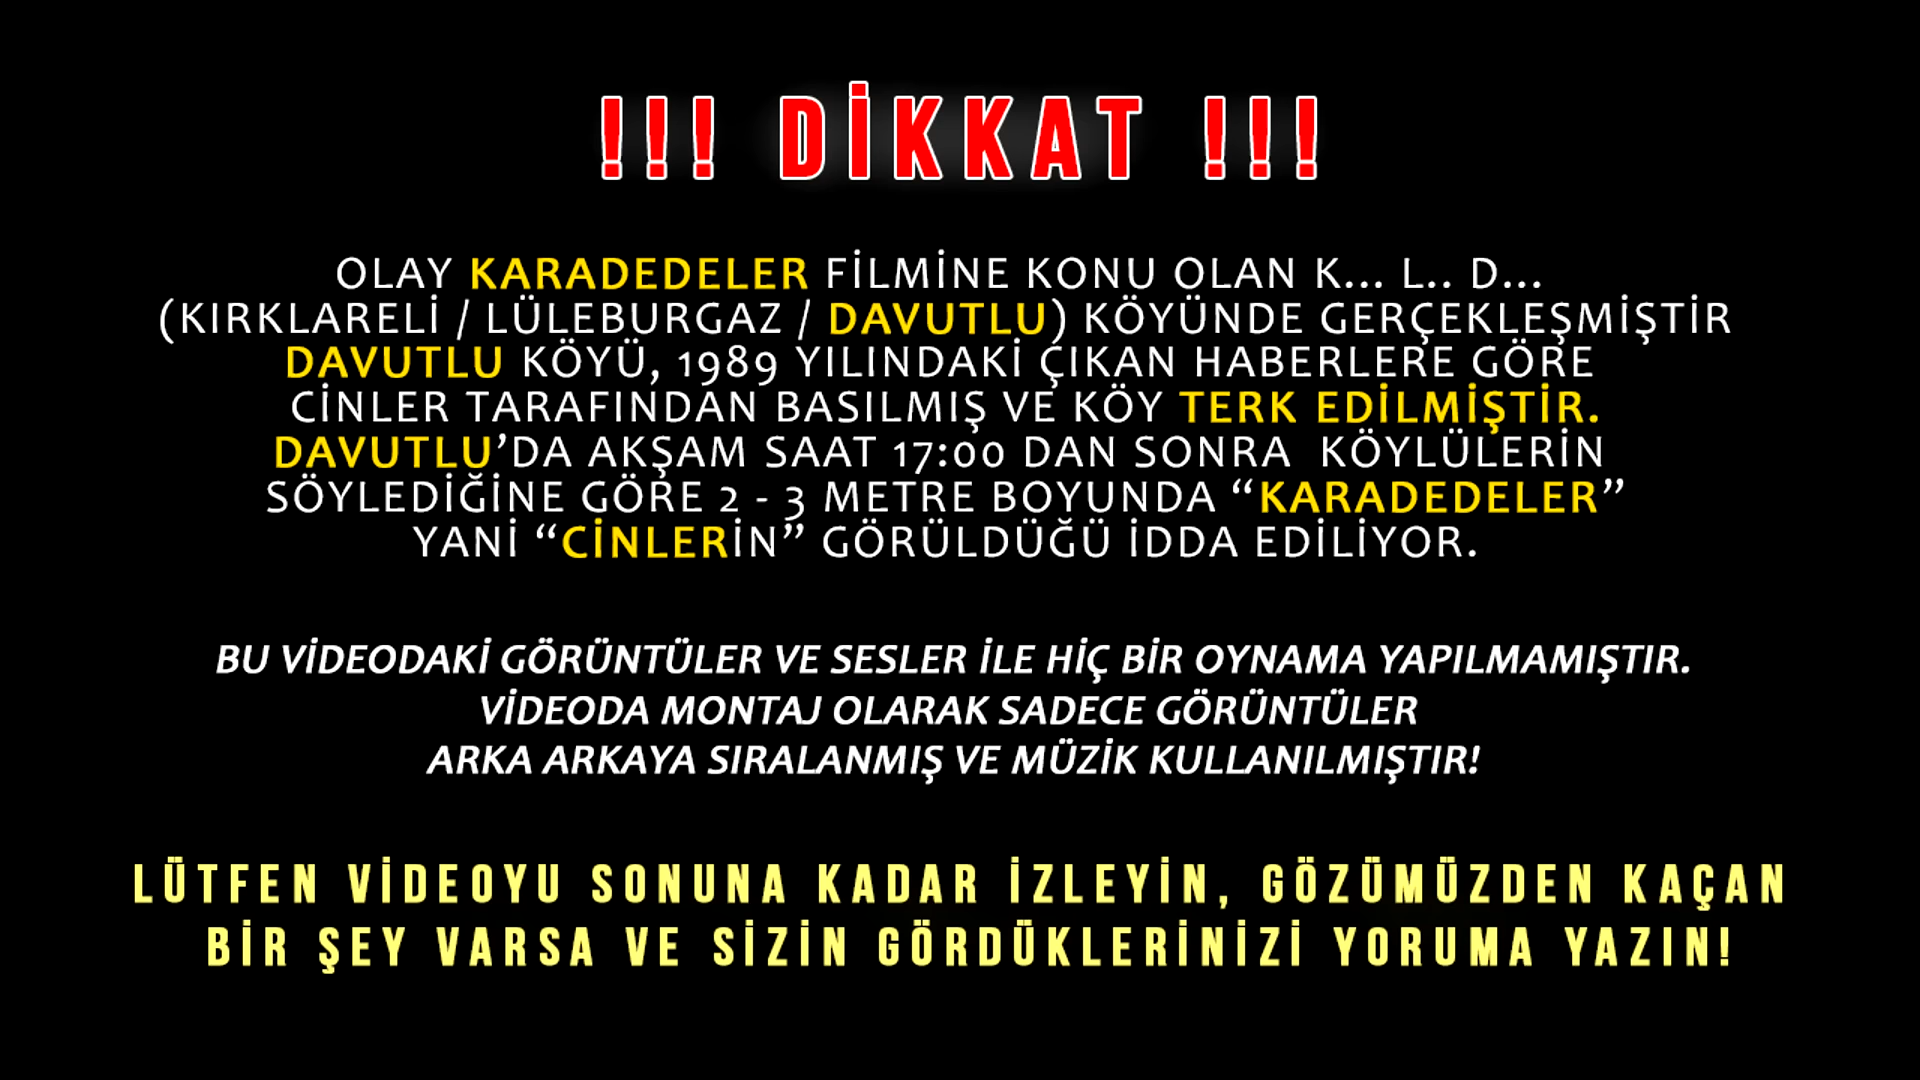 !!! DİKKAT !!!
OLAY KARADEDELER FİLMİNE KONU OLAN K... L.. D...
(KIRKLARELİ / LÜLEBURGAZ / DAVUTLU) KÖYÜNDE GERÇEKLEŞMİŞTİR
DAVUTLU KÖYÜ, 1989 YILINDAKİ ÇIKAN HABERLERE GÖRE
CİNLER TARAFINDAN BASILMIŞ VE KÖY TERK EDİLMİŞTİR.
DAVUTLU’DA AKŞAM SAAT 17:00 DAN SONRA  KÖYLÜLERİN
SÖYLEDİĞİNE GÖRE 2 - 3 METRE BOYUNDA “KARADEDELER”
YANİ “CİNLERİN” GÖRÜLDÜĞÜ İDDA EDİLİYOR.
BU VİDEODAKİ GÖRÜNTÜLER VE SESLER İLE HİÇ BİR OYNAMA YAPILMAMIŞTIR.
VİDEODA MONTAJ OLARAK SADECE GÖRÜNTÜLER
ARKA ARKAYA SIRALANMIŞ VE MÜZİK KULLANILMIŞTIR!
LÜTFEN VİDEOYU SONUNA KADAR İZLEYİN, GÖZÜMÜZDEN KAÇAN
BİR ŞEY VARSA VE SİZİN GÖRDÜKLERİNİZİ YORUMA YAZIN!